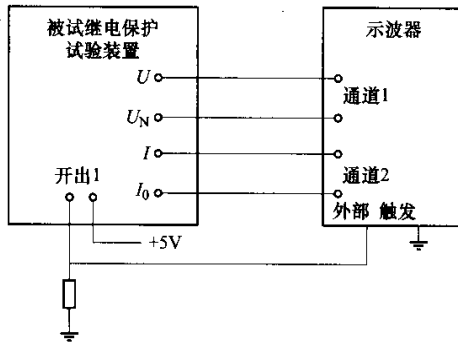 被试继电保护
试验装置
U
U_N
I
I_0
开出1
+5V
示波器
通道1
通道2
外部 触发